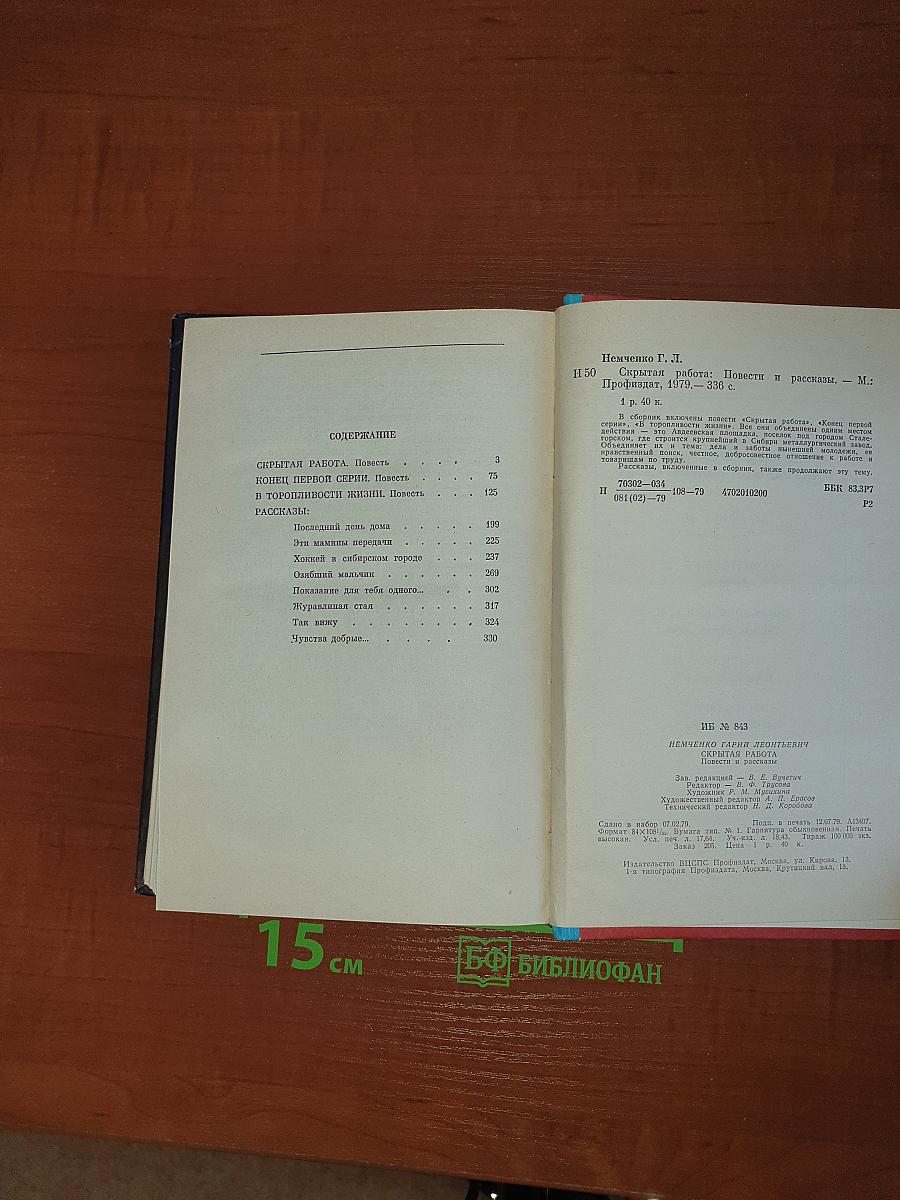 СОДЕРЖАНИЕ
СКРЫТАЯ РАБОТА. Повесть . . . . 3
КОНЕЦ ПЕРВОЙ СЕРИИ. Повесть . . . . . 75
В ТОРОПЛИВОСТИ ЖИЗНИ. Повесть . . . . 125
РАССКАЗЫ:
Последний день дома . . . . . 199
Эти мамины передачи . . . . . 225
Хоккей в сибирском городе . . . 237
Озябший мальчик . . . . . . 269
Показание для тебя одного... . . 302
Журавлиная стая . . . . . . 317
Так вижу . . . . . . . . 324
Чувства добрые... . . . . 330
Немченко Г. Л.
Н 50 Скрытая работа: Повести и рассказы. — М.:
Профиздат, 1979.— 336 с.
1 р. 40 к.
В сборник включены повести «Скрытая работа», «Конец первой
серии», «В торопливости жизни». Все они объединены одним местом
действия — это Авдеевская площадка, поселок под городом Стале-
горском, где строится крупнейший в Сибири металлургический завод.
Объединяет их и тема: дела и заботы нынешней молодежи, ее
нравственный поиск, честное, добросовестное отношение к работе и
товарищам по труду.
Рассказы, включенные в сборник, также продолжают эту тему.
Н 70302—034
081(02)—79 108—79 4702010200 ББК 83.3Р7
Р2
ИБ № 843
НЕМЧЕНКО ГАРИЙ ЛЕОНТЬЕВИЧ
СКРЫТАЯ РАБОТА
Повести и рассказы
Зав. редакцией — В. Е. Вучетич
Редактор — В. Ф. Трусова
Художник Р. М. Мусихина
Художественный редактор А. П. Ерасов
Технический редактор Н. Д. Коробова
Сдано в набор 07.02.79. Подп. в печать 12.07.79. А13407.
Формат 84×108¹/₃₂. Бумага тип. № 1. Гарнитура обыкновенная. Печать
высокая. Усл. печ л. 17,64. Уч.-изд. л. 18,43. Тираж 100 000 экз.
Заказ 205. Цена 1 р. 40 к.
Издательство ВЦСПС Профиздат, Москва, ул. Кирова, 13.
1-я типография Профиздата, Москва, Крутицкий вал, 18.
15 см
БФ БИБЛИОФАН